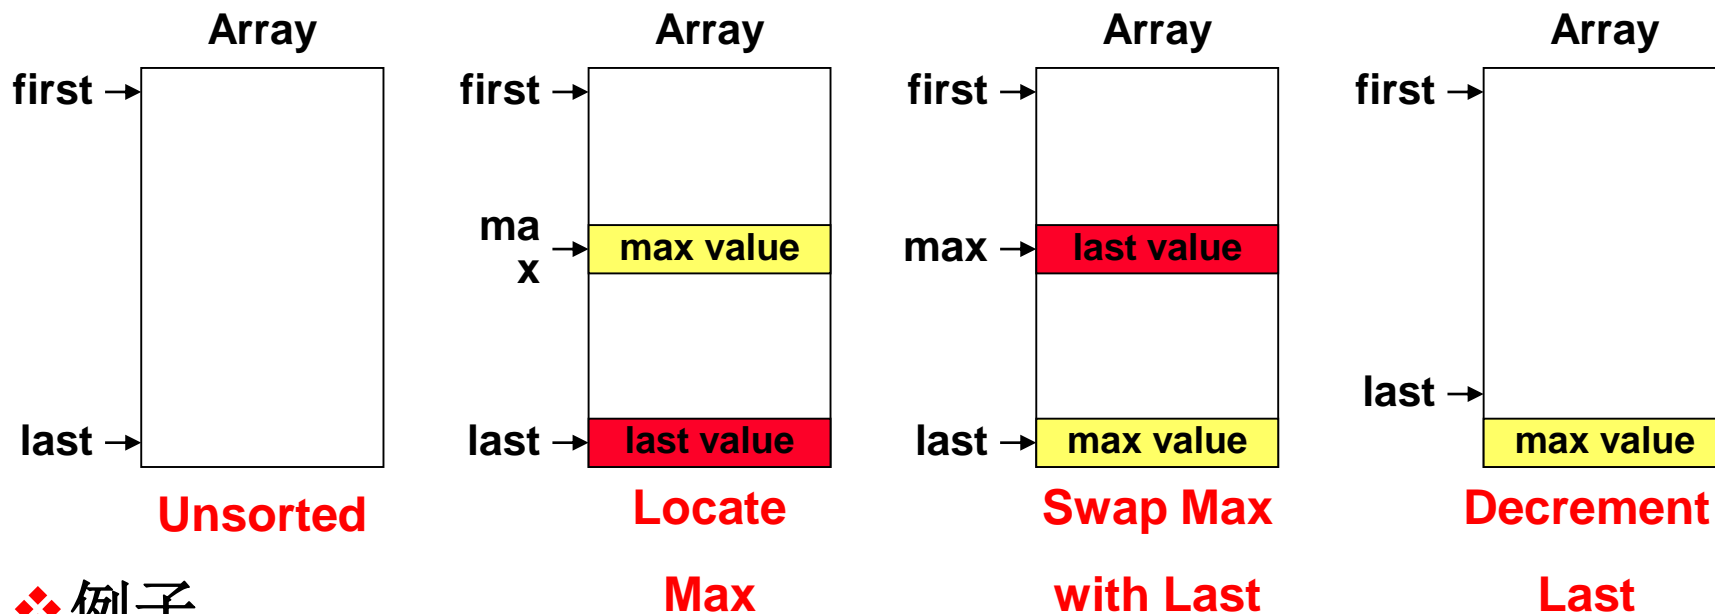 Array Array Array Array
first first first first
ma
x
max value
max
last value
last
last
last value
last
max value
last
max value
Unsorted Locate Swap Max Decrement
Max with Last Last
例子